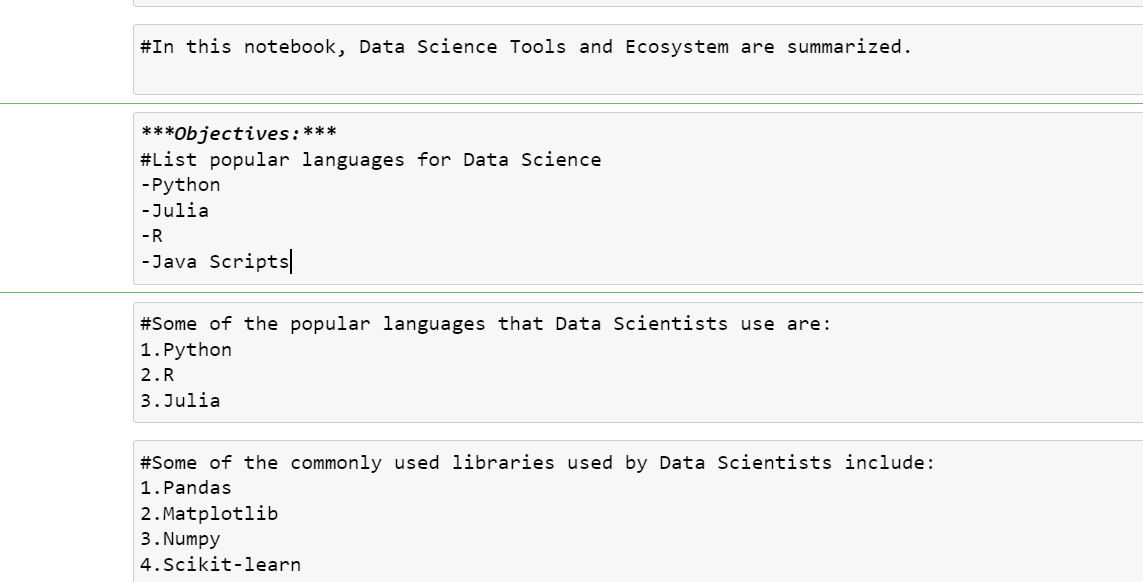 #In this notebook, Data Science Tools and Ecosystem are summarized.
***Objectives:***
#List popular languages for Data Science
-Python
-Julia
-R
-Java Scripts
#Some of the popular languages that Data Scientists use are:
1.Python
2.R
3.Julia
#Some of the commonly used libraries used by Data Scientists include:
1.Pandas
2.Matplotlib
3.Numpy
4.Scikit-learn